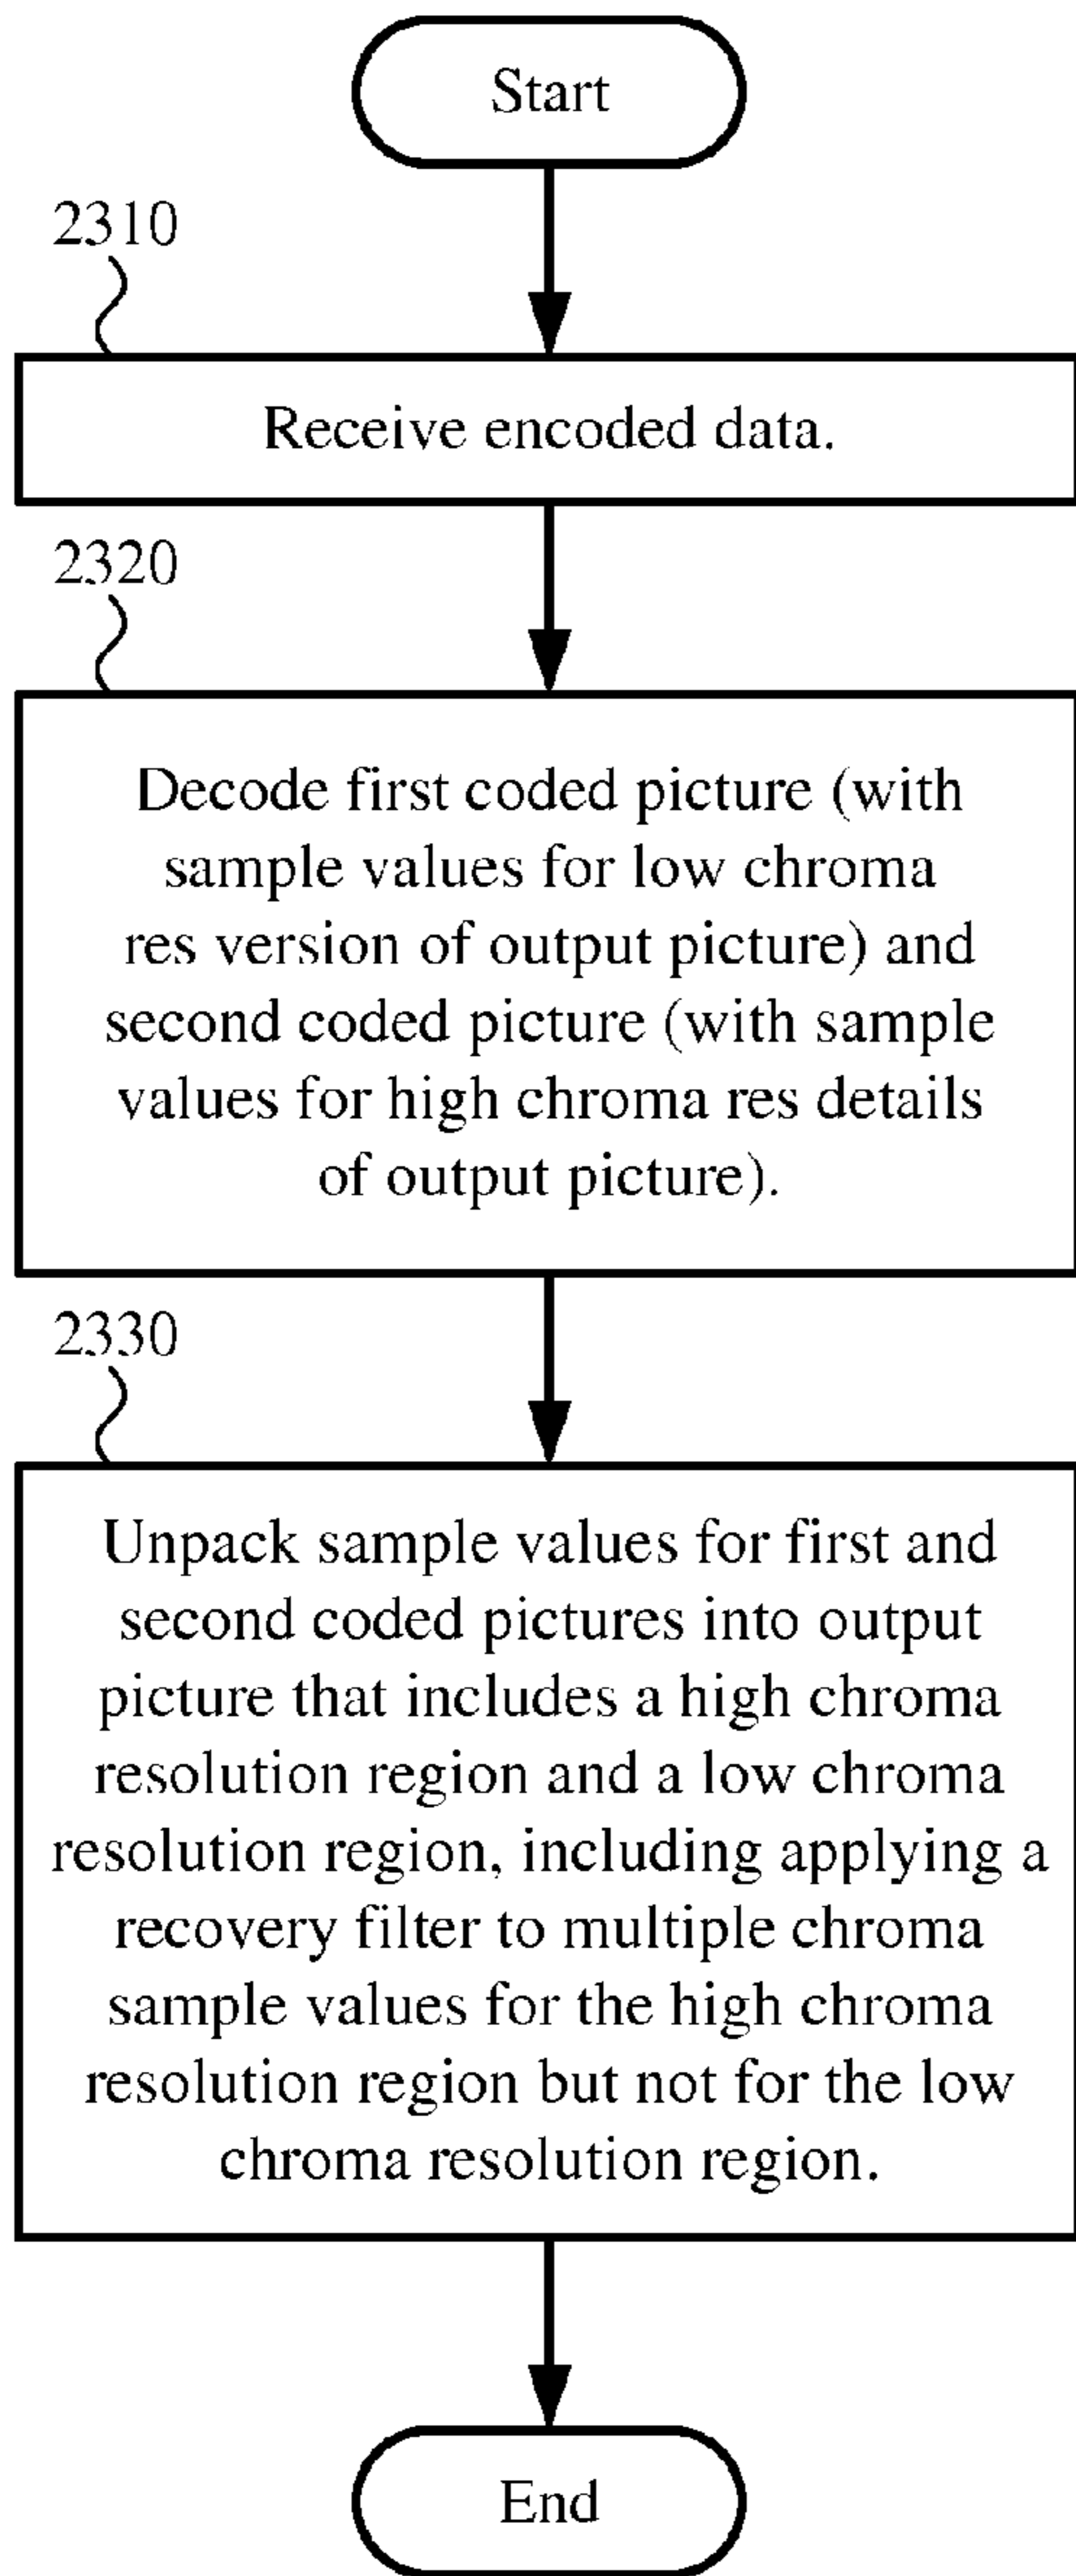 Start
2310
Receive encoded data.
2320
Decode first coded picture (with
sample values for low chroma
res version of output picture) and
second coded picture (with sample
values for high chroma res details
of output picture).
2330
Unpack sample values for first and
second coded pictures into output
picture that includes a high chroma
resolution region and a low chroma
resolution region, including applying a
recovery filter to multiple chroma
sample values for the high chroma
resolution region but not for the low
chroma resolution region.
End